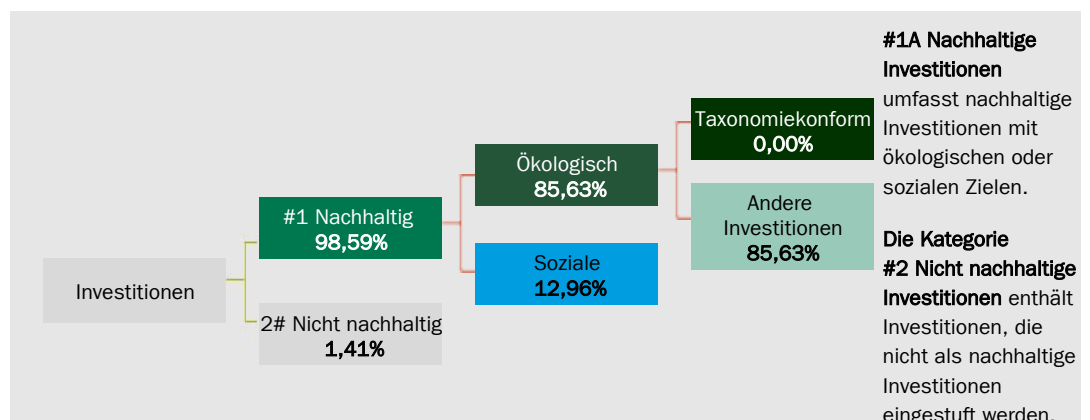 Investitionen
#1 Nachhaltig
98,59%
2# Nicht nachhaltig
1,41%
Ökologisch
85,63%
Soziale
12,96%
Taxonomiekonform
0,00%
Andere
Investitionen
85,63%
#1A Nachhaltige
Investitionen
umfasst nachhaltige
Investitionen mit
ökologischen oder
sozialen Zielen.
Die Kategorie
#2 Nicht nachhaltige
Investitionen enthält
Investitionen, die
nicht als nachhaltige
Investitionen
eingestuft werden.